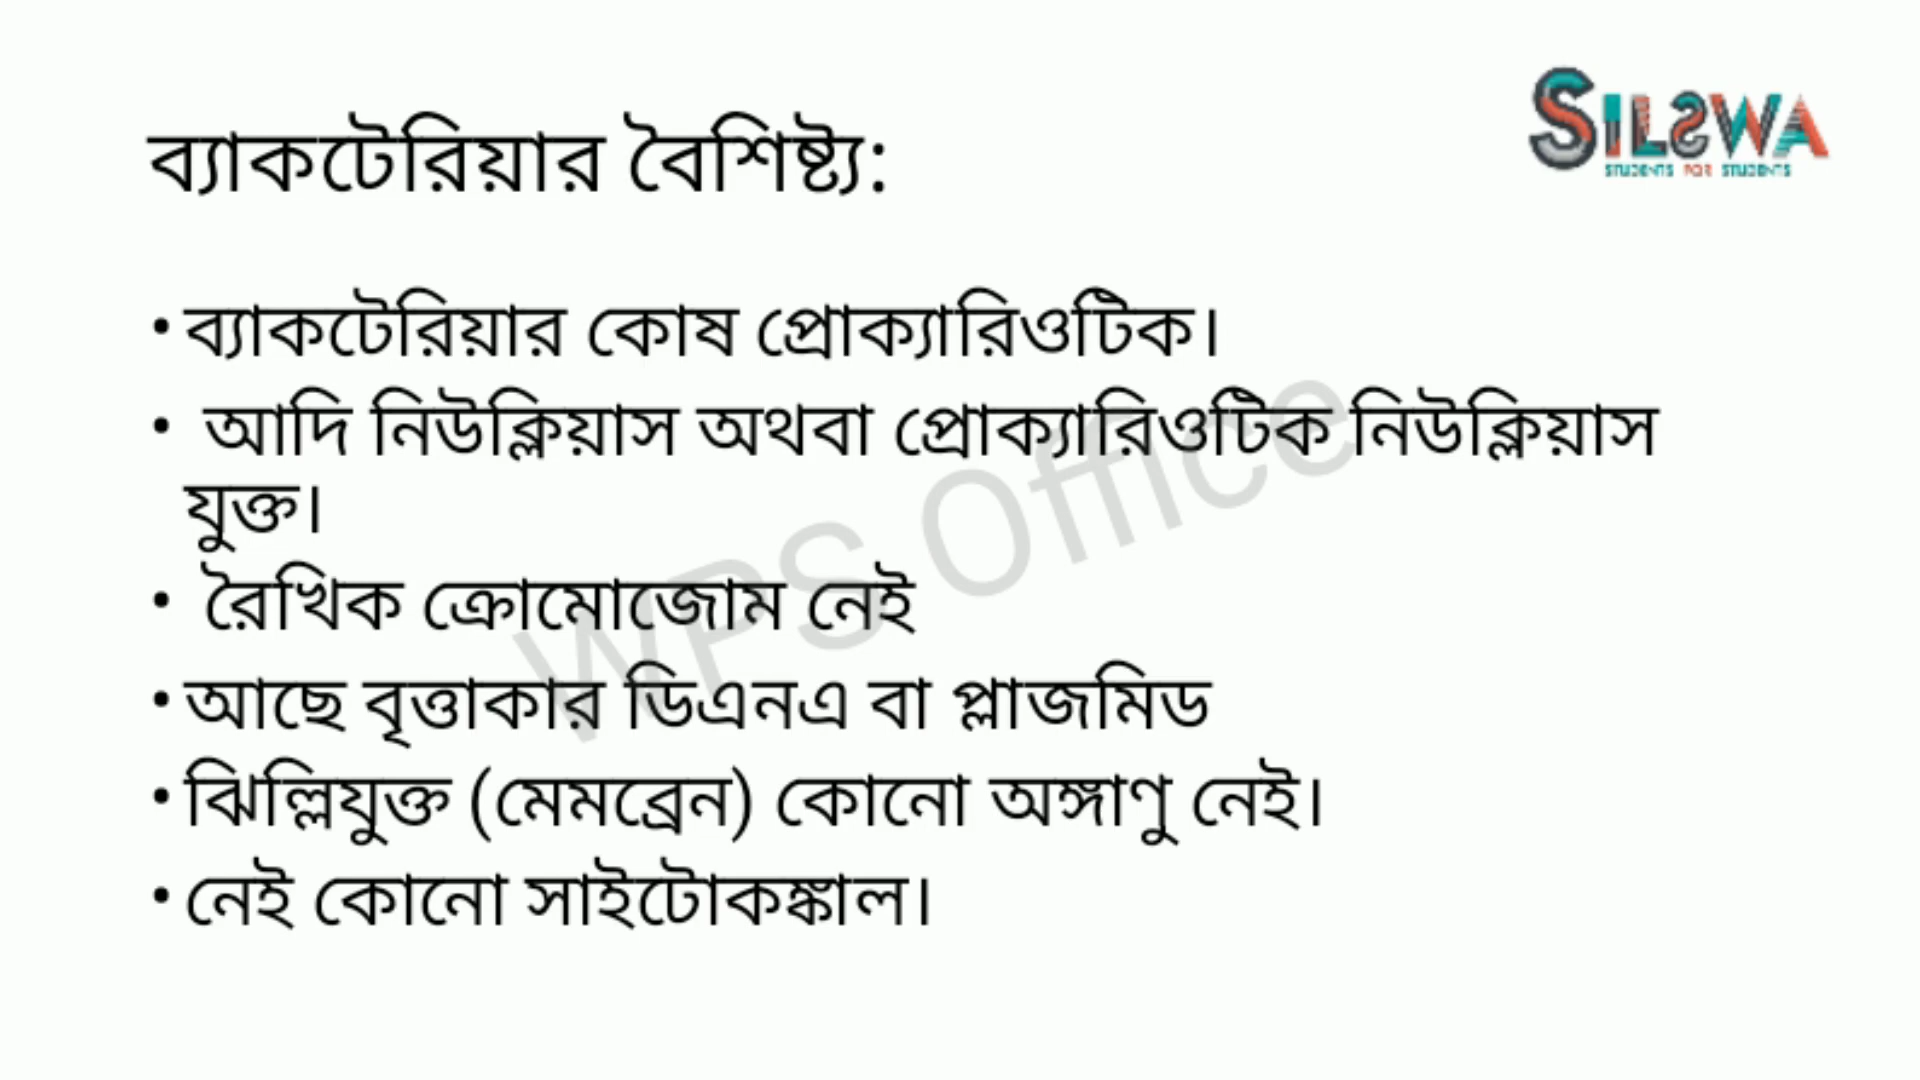 SILSWA
STUDENTS FOR STUDENTS
ব্যাকটেরিয়ার বৈশিষ্ট্য:
• ব্যাকটেরিয়ার কোষ প্রোক্যারিওটিক।
• আদি নিউক্লিয়াস অথবা প্রোক্যারিওটিক নিউক্লিয়াস
যুক্ত।
• রৈখিক ক্রোমোজোম নেই
• আছে বৃত্তাকার ডিএনএ বা প্লাজমিড
• ঝিল্লিযুক্ত (মেমব্রেন) কোনো অঙ্গাণু নেই।
• নেই কোনো সাইটোকঙ্কাল।
WPS Office